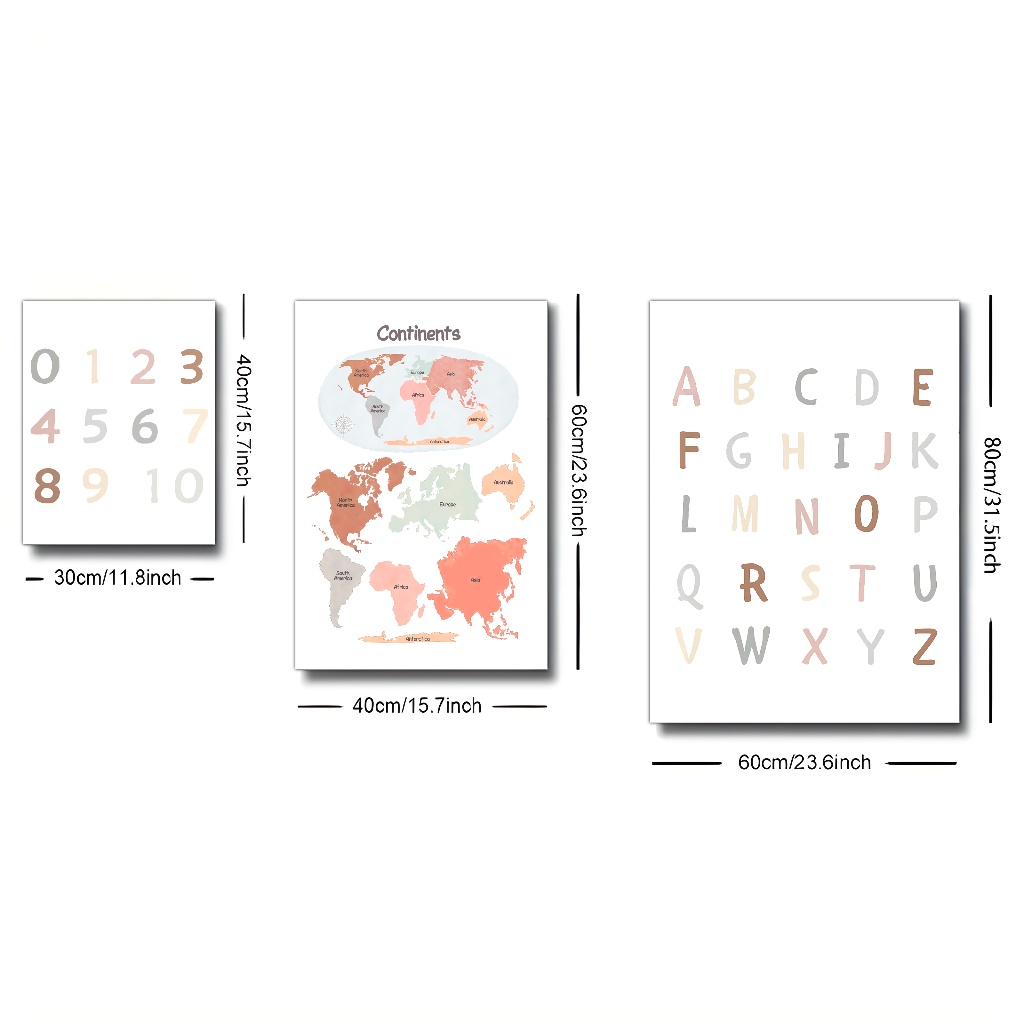 0 1 2 3
4 5 6 7
8 9 10
40cm/15.7inch
30cm/11.8inch
Continents
North America
Europe
Asia
Africa
South America
Australia
Antarctica
North America
Europe
Australia
South America
Africa
Asia
Antarctica
60cm/23.6inch
40cm/15.7inch
A B C D E
F G H I J K
L M N O P
Q R S T U
V W X Y Z
80cm/31.5inch
60cm/23.6inch